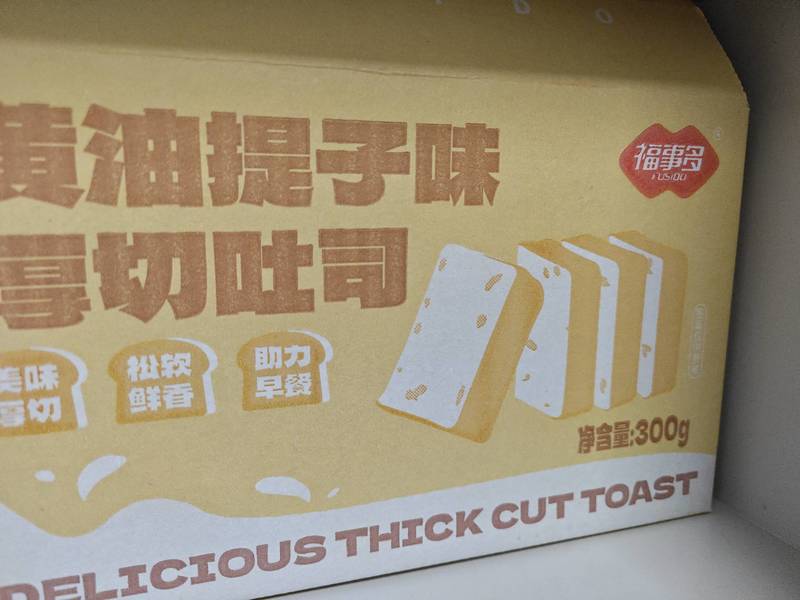 黄油提子味
厚切吐司
福事多
FUSIDO
美味
厚切
松软
鲜香
助力
早餐
净含量:300g
DELICIOUS THICK CUT TOAST